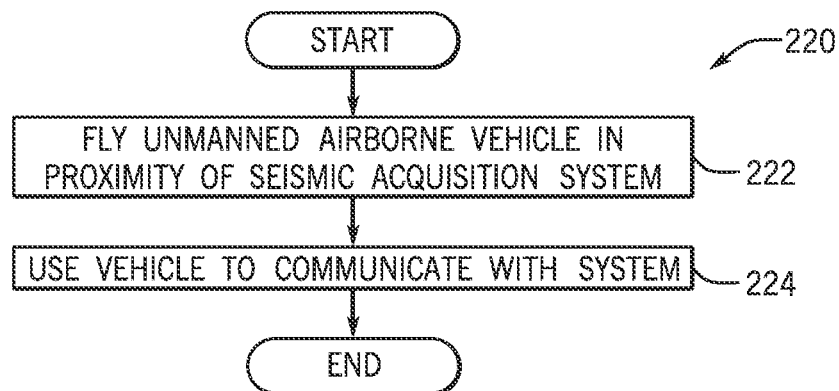 START
220
FLY UNMANNED AIRBORNE VEHICLE IN
PROXIMITY OF SEISMIC ACQUISITION SYSTEM
222
USE VEHICLE TO COMMUNICATE WITH SYSTEM
224
END